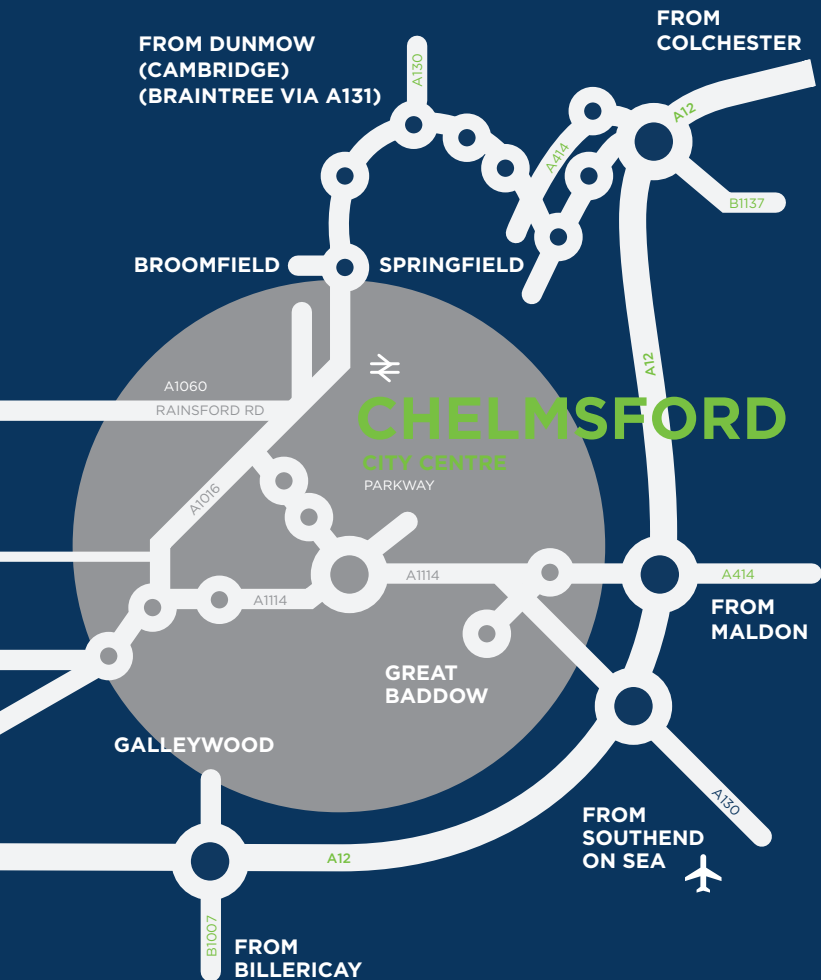 FROM
COLCHESTER
FROM DUNMOW
(CAMBRIDGE)
(BRAINTREE VIA A131)
A130
A12
A414
B1137
BROOMFIELD
SPRINGFIELD
A12
A1060
RAINSFORD RD
CHELMSFORD
CITY CENTRE
PARKWAY
A1016
A1114
A414
A1114
FROM
MALDON
GREAT
BADDOW
GALLEYWOOD
A130
FROM
SOUTHEND
ON SEA
A12
B1007
FROM
BILLERICAY